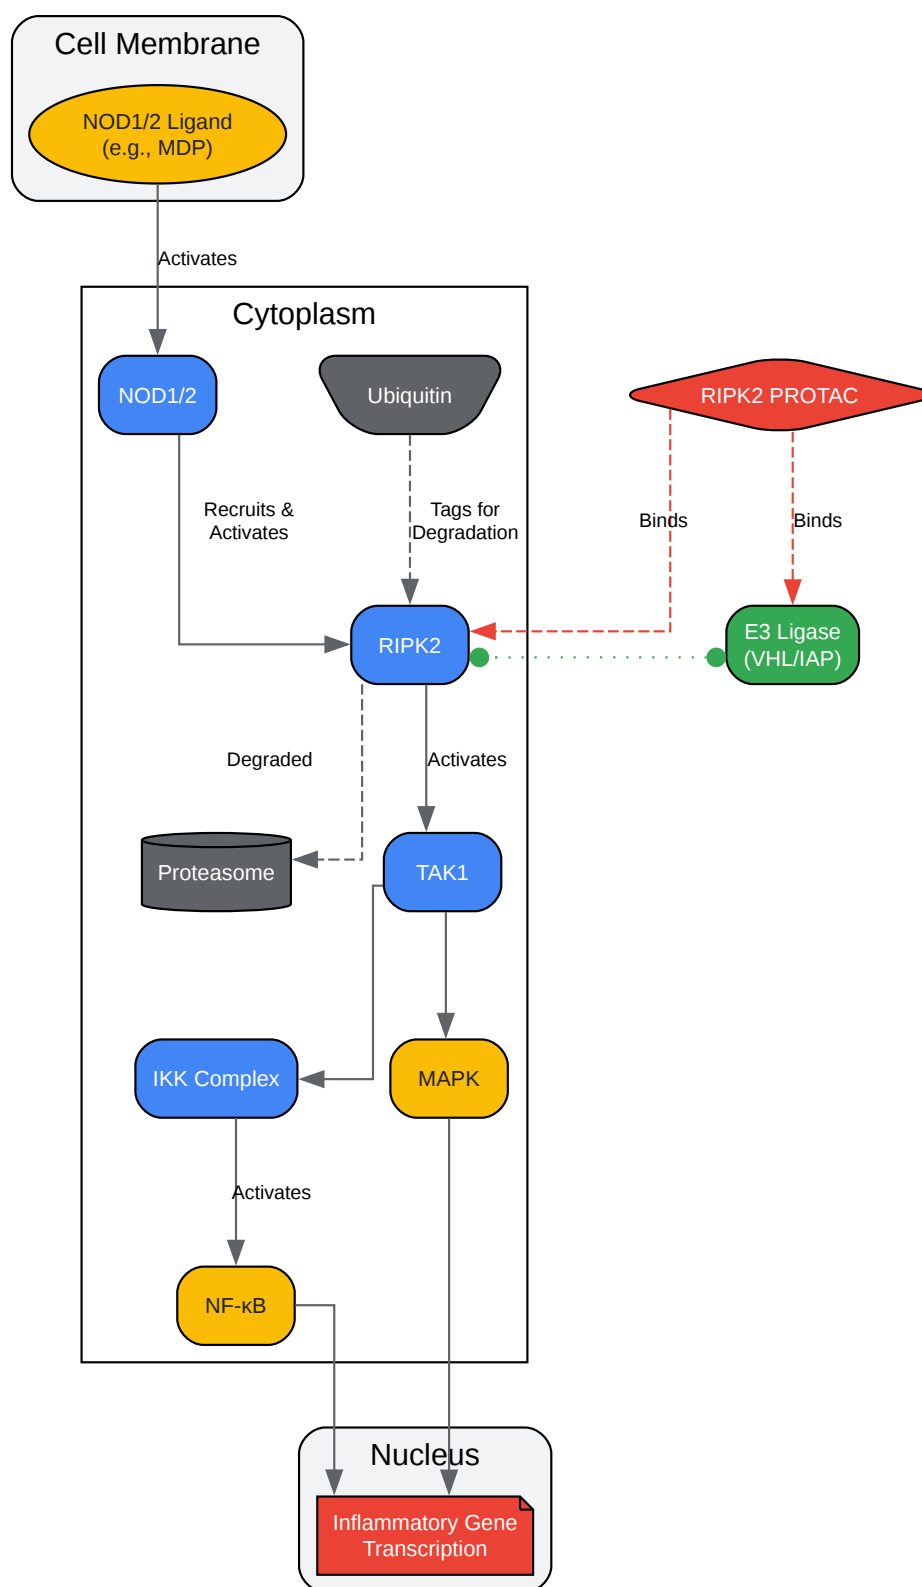 Cell Membrane
NOD1/2 Ligand
(e.g., MDP)
Activates
Cytoplasm
NOD1/2
Ubiquitin
RIPK2 PROTAC
Recruits &
Activates
Tags for
Degradation
Binds
Binds
RIPK2
E3 Ligase
(VHL/IAP)
Degraded
Activates
Proteasome
TAK1
IKK Complex
MAPK
Activates
NF-κB
Nucleus
Inflammatory Gene
Transcription